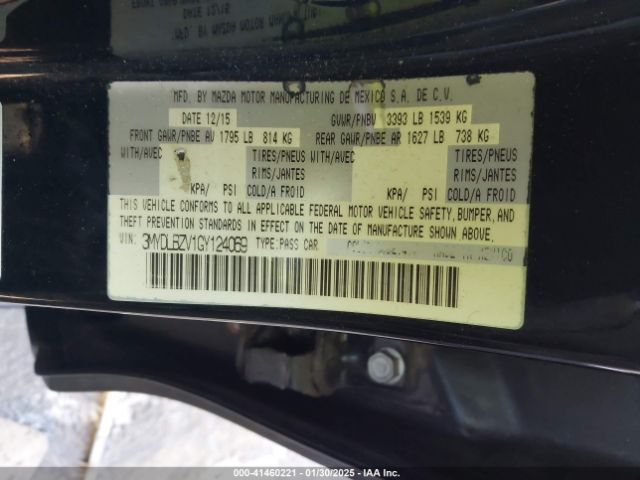 MFD. BY MAZDA MOTOR MANUFACTURING DE MEXICO S.A. DE C.V.
DATE 12/15 GVWR/PNBV 3393 LB 1539 KG
FRONT GAWR/PNBE AV 1795 LB 814 KG REAR GAWR/PNBE AR 1627 LB 738 KG
WITH/AVEC TIRES/PNEUS WITH/AVEC TIRES/PNEUS
RIMS/JANTES RIMS/JANTES
KPA/ PSI COLD/A FROID KPA/ PSI COLD/A FROID
THIS VEHICLE CONFORMS TO ALL APPLICABLE FEDERAL MOTOR VEHICLE SAFETY, BUMPER, AND
THEFT PREVENTION STANDARDS IN EFFECT ON THE DATE OF MANUFACTURE SHOWN ABOVE.
VIN: 3MYDLBZV1GY124069 TYPE: PASS CAR MADE IN MEXICO
000-41460221 - 01/30/2025 - IAA Inc.